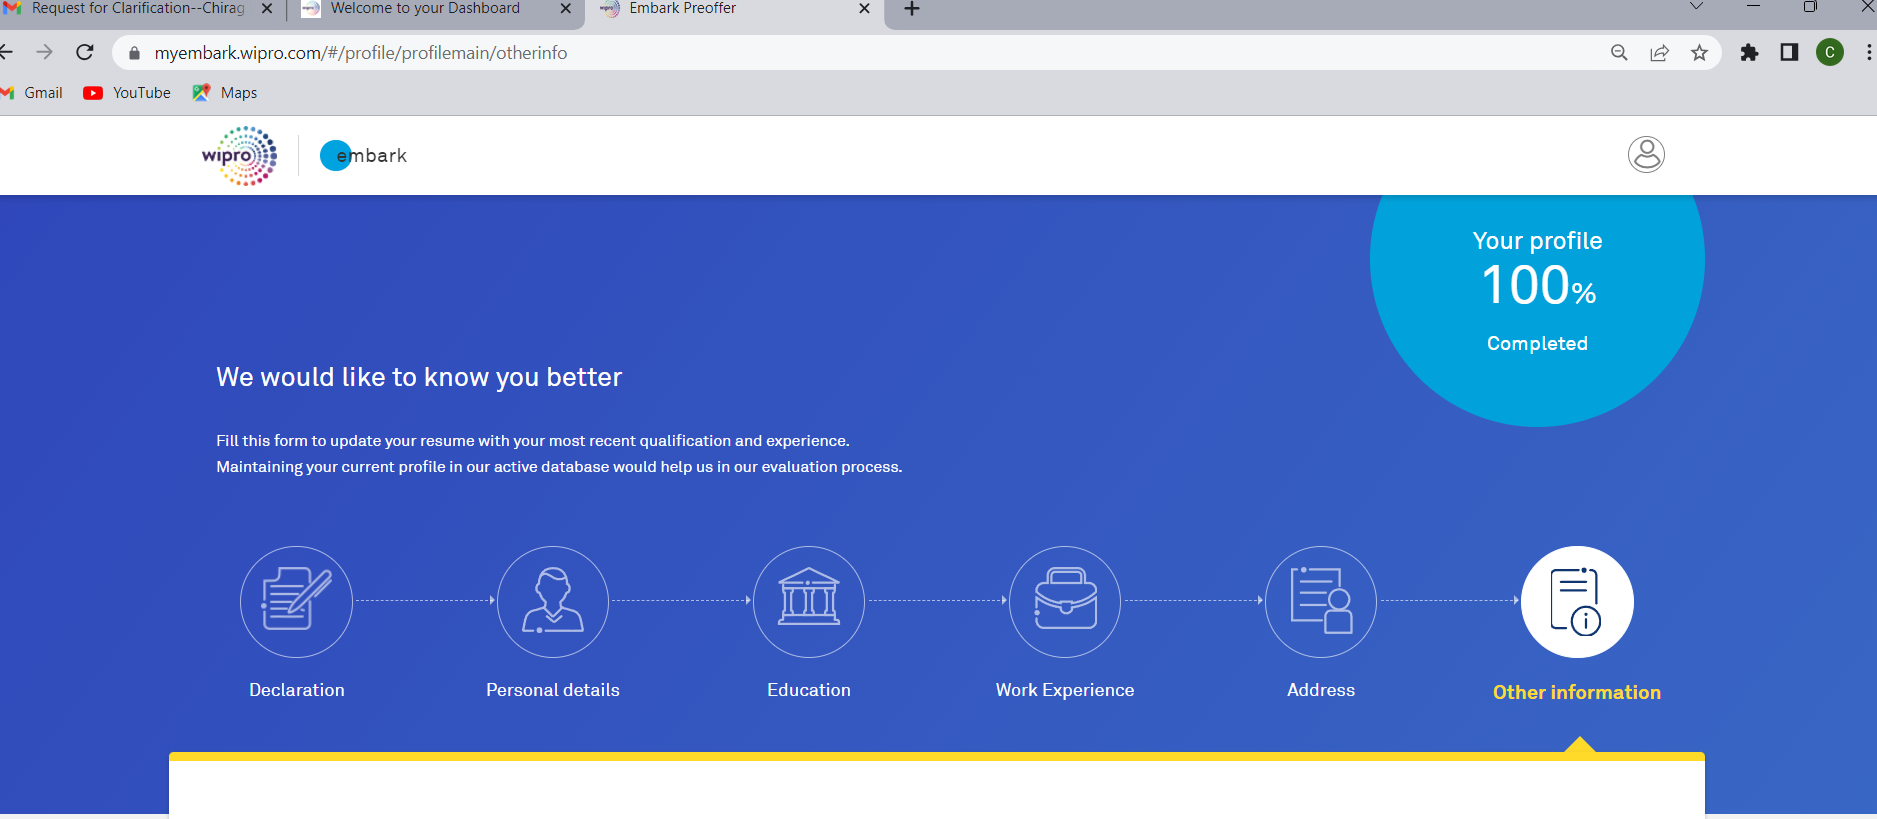 Request for Clarification--Chirag
Welcome to your Dashboard
Embark Preoffer
myembark.wipro.com/#/profile/profilemain/otherinfo
C
Gmail
YouTube
Maps
wipro
embark
Your profile
100%
Completed
We would like to know you better
Fill this form to update your resume with your most recent qualification and experience.
Maintaining your current profile in our active database would help us in our evaluation process.
Declaration
Personal details
Education
Work Experience
Address
Other information